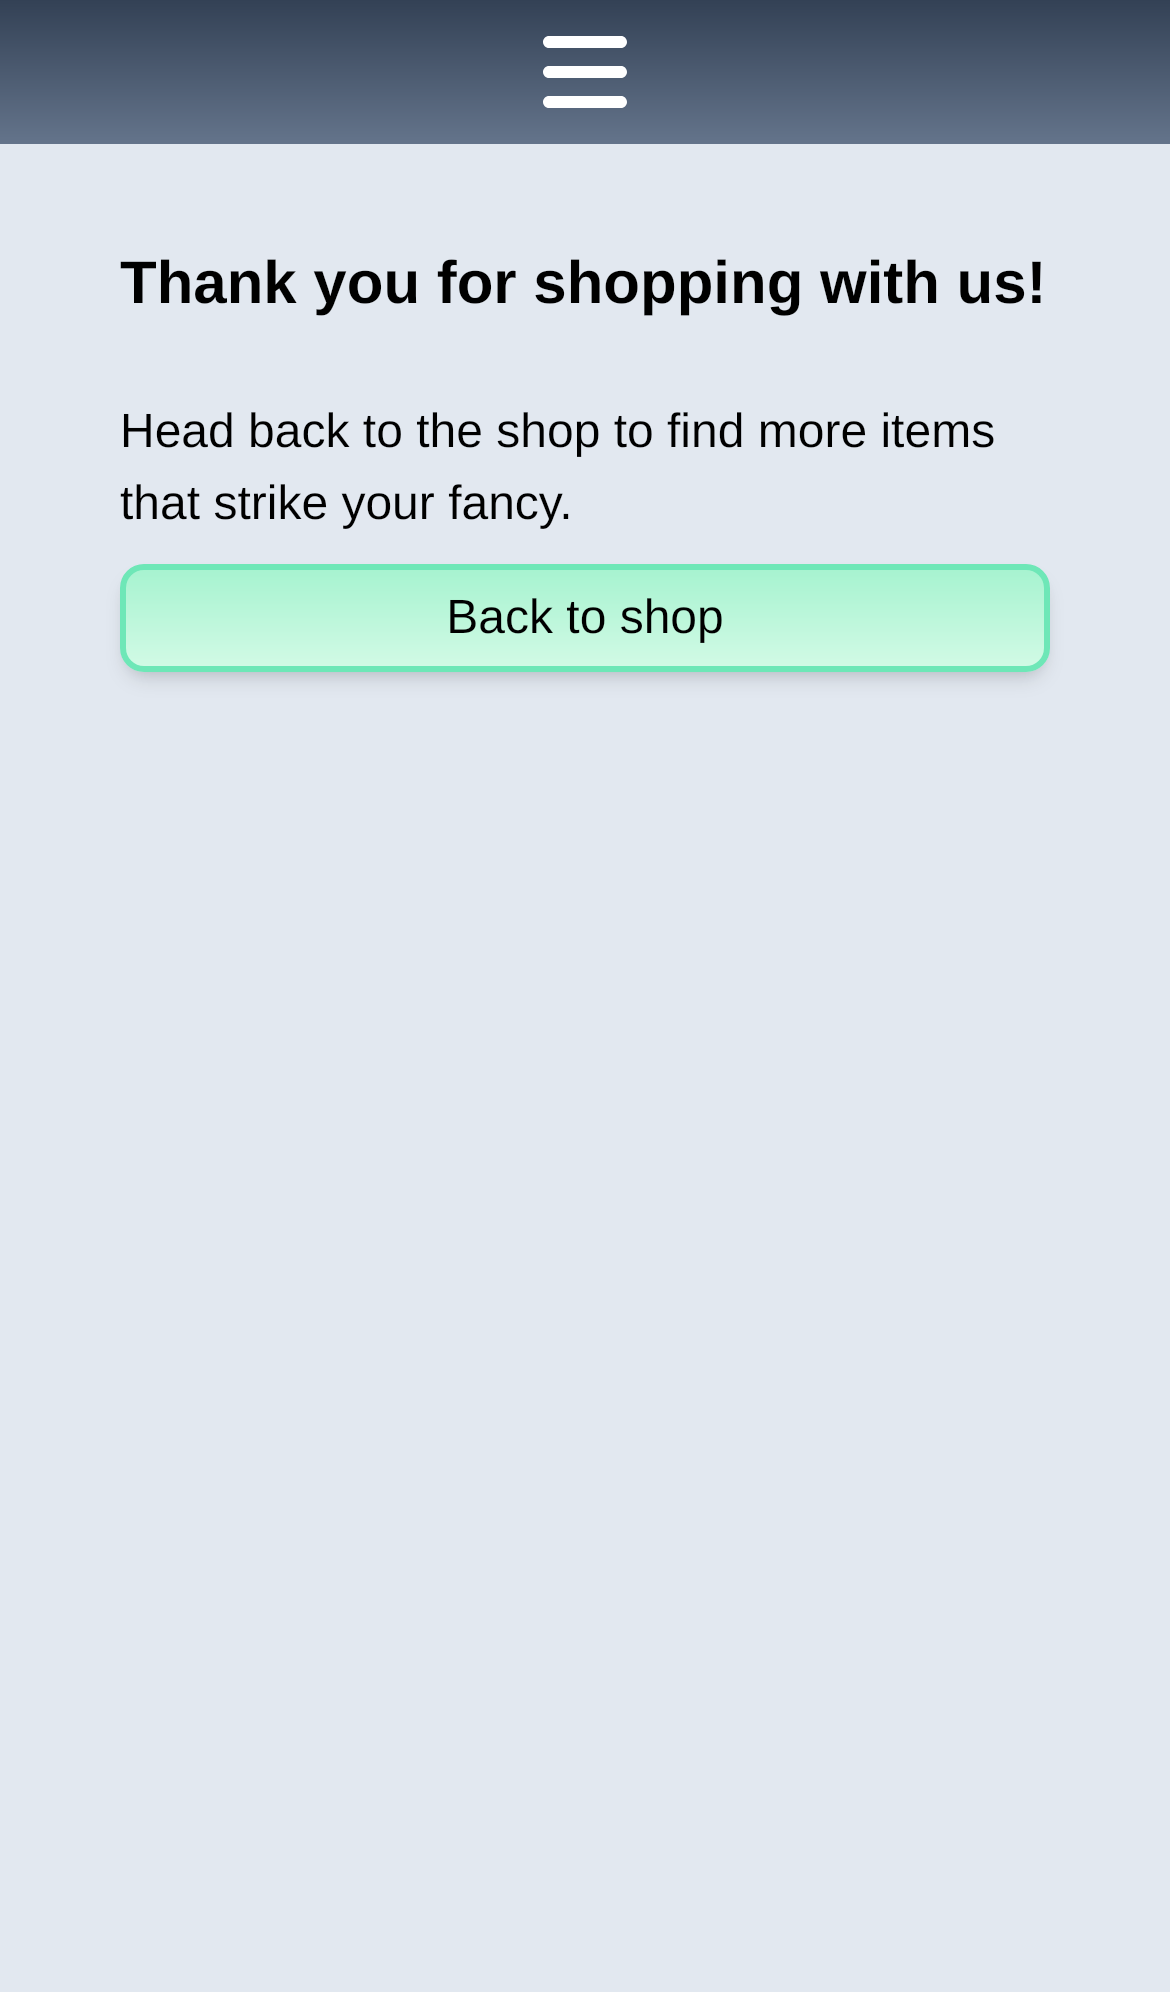 Thank you for shopping with us!
Head back to the shop to find more items
that strike your fancy.
Back to shop